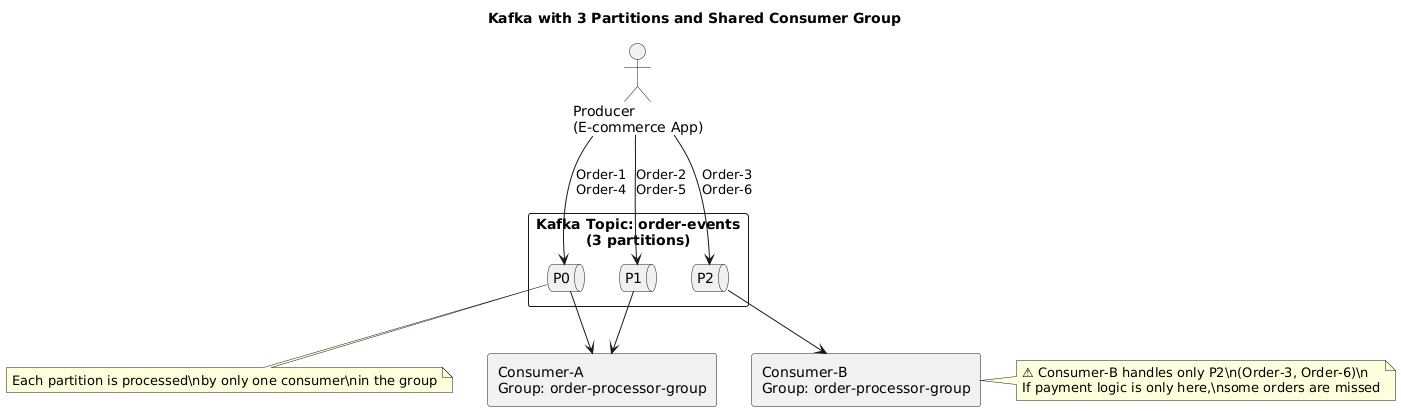 Kafka with 3 Partitions and Shared Consumer Group
Producer
(E-commerce App)
Order-1
Order-4
Order-2
Order-5
Order-3
Order-6
Kafka Topic: order-events
(3 partitions)
P0
P1
P2
Each partition is processed\nby only one consumer\nin the group
Consumer-A
Group: order-processor-group
Consumer-B
Group: order-processor-group
⚠ Consumer-B handles only P2\n(Order-3, Order-6)\n
If payment logic is only here,\nsome orders are missed